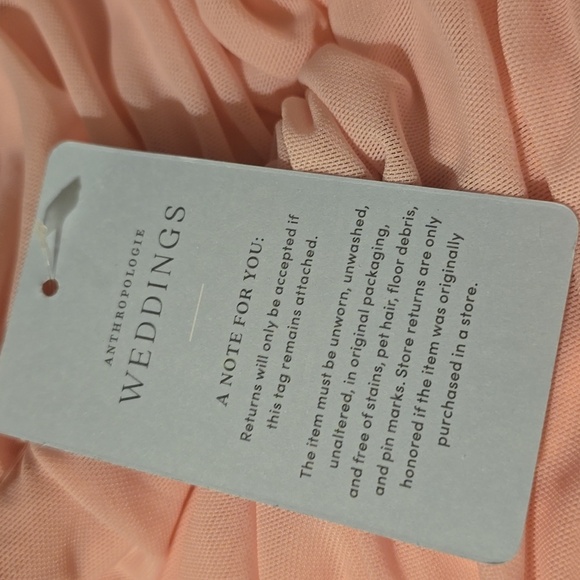 ANTHROPOLOGIE
WEDDINGS
A NOTE FOR YOU:
Returns will only be accepted if
this tag remains attached.
The item must be unworn, unwashed,
unaltered, in original packaging,
and free of stains, pet hair, floor debris,
and pin marks. Store returns are only
honored if the item was originally
purchased in a store.